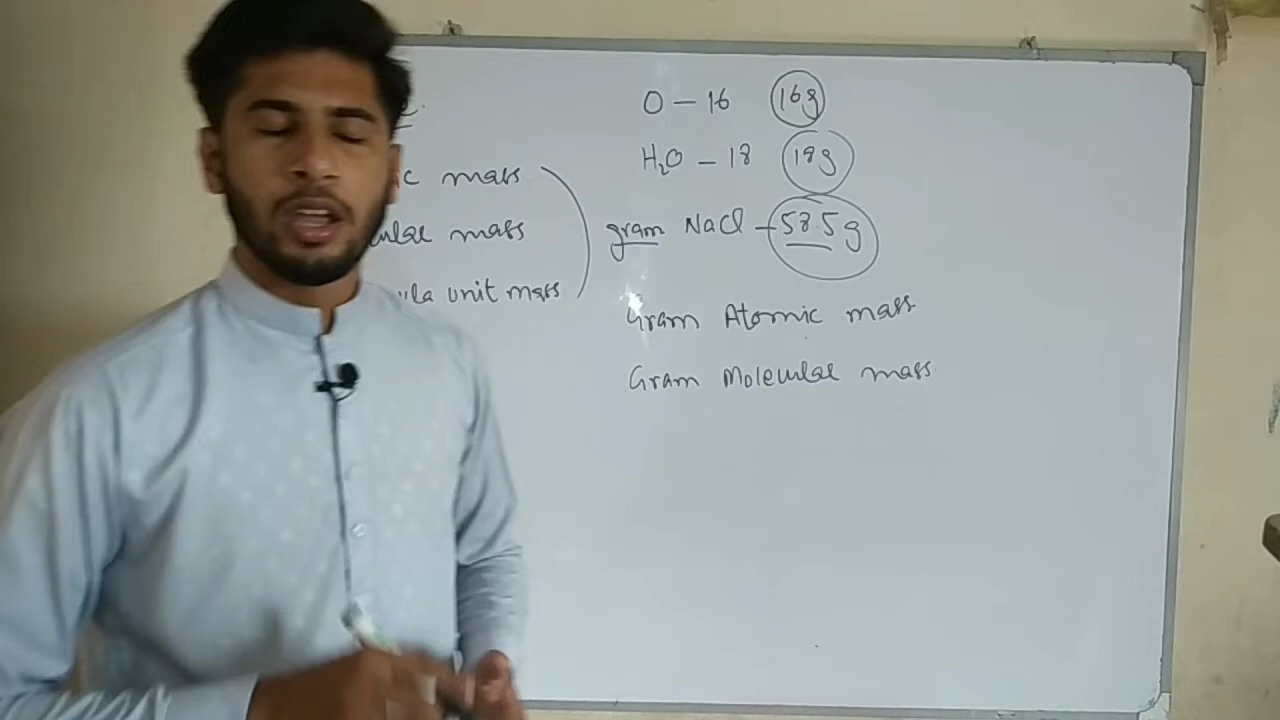 mass
mass
unit mass
O – 16 16g
H₂O – 18 18g
gram NaCl – 58.5g
Gram Atomic mass
Gram Molecular mass